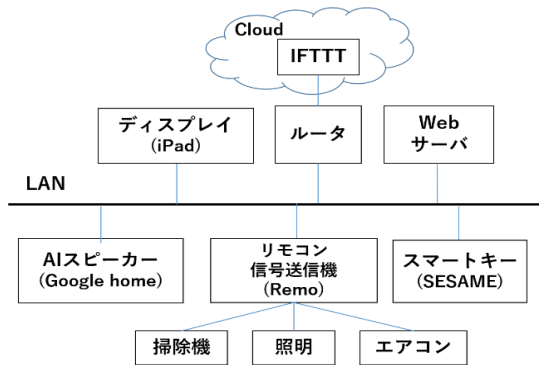 Cloud
IFTTT
ディスプレイ
(iPad)
ルータ
Web
サーバ
LAN
AIスピーカー
(Google home)
リモコン
信号送信機
(Remo)
スマートキー
(SESAME)
掃除機
照明
エアコン